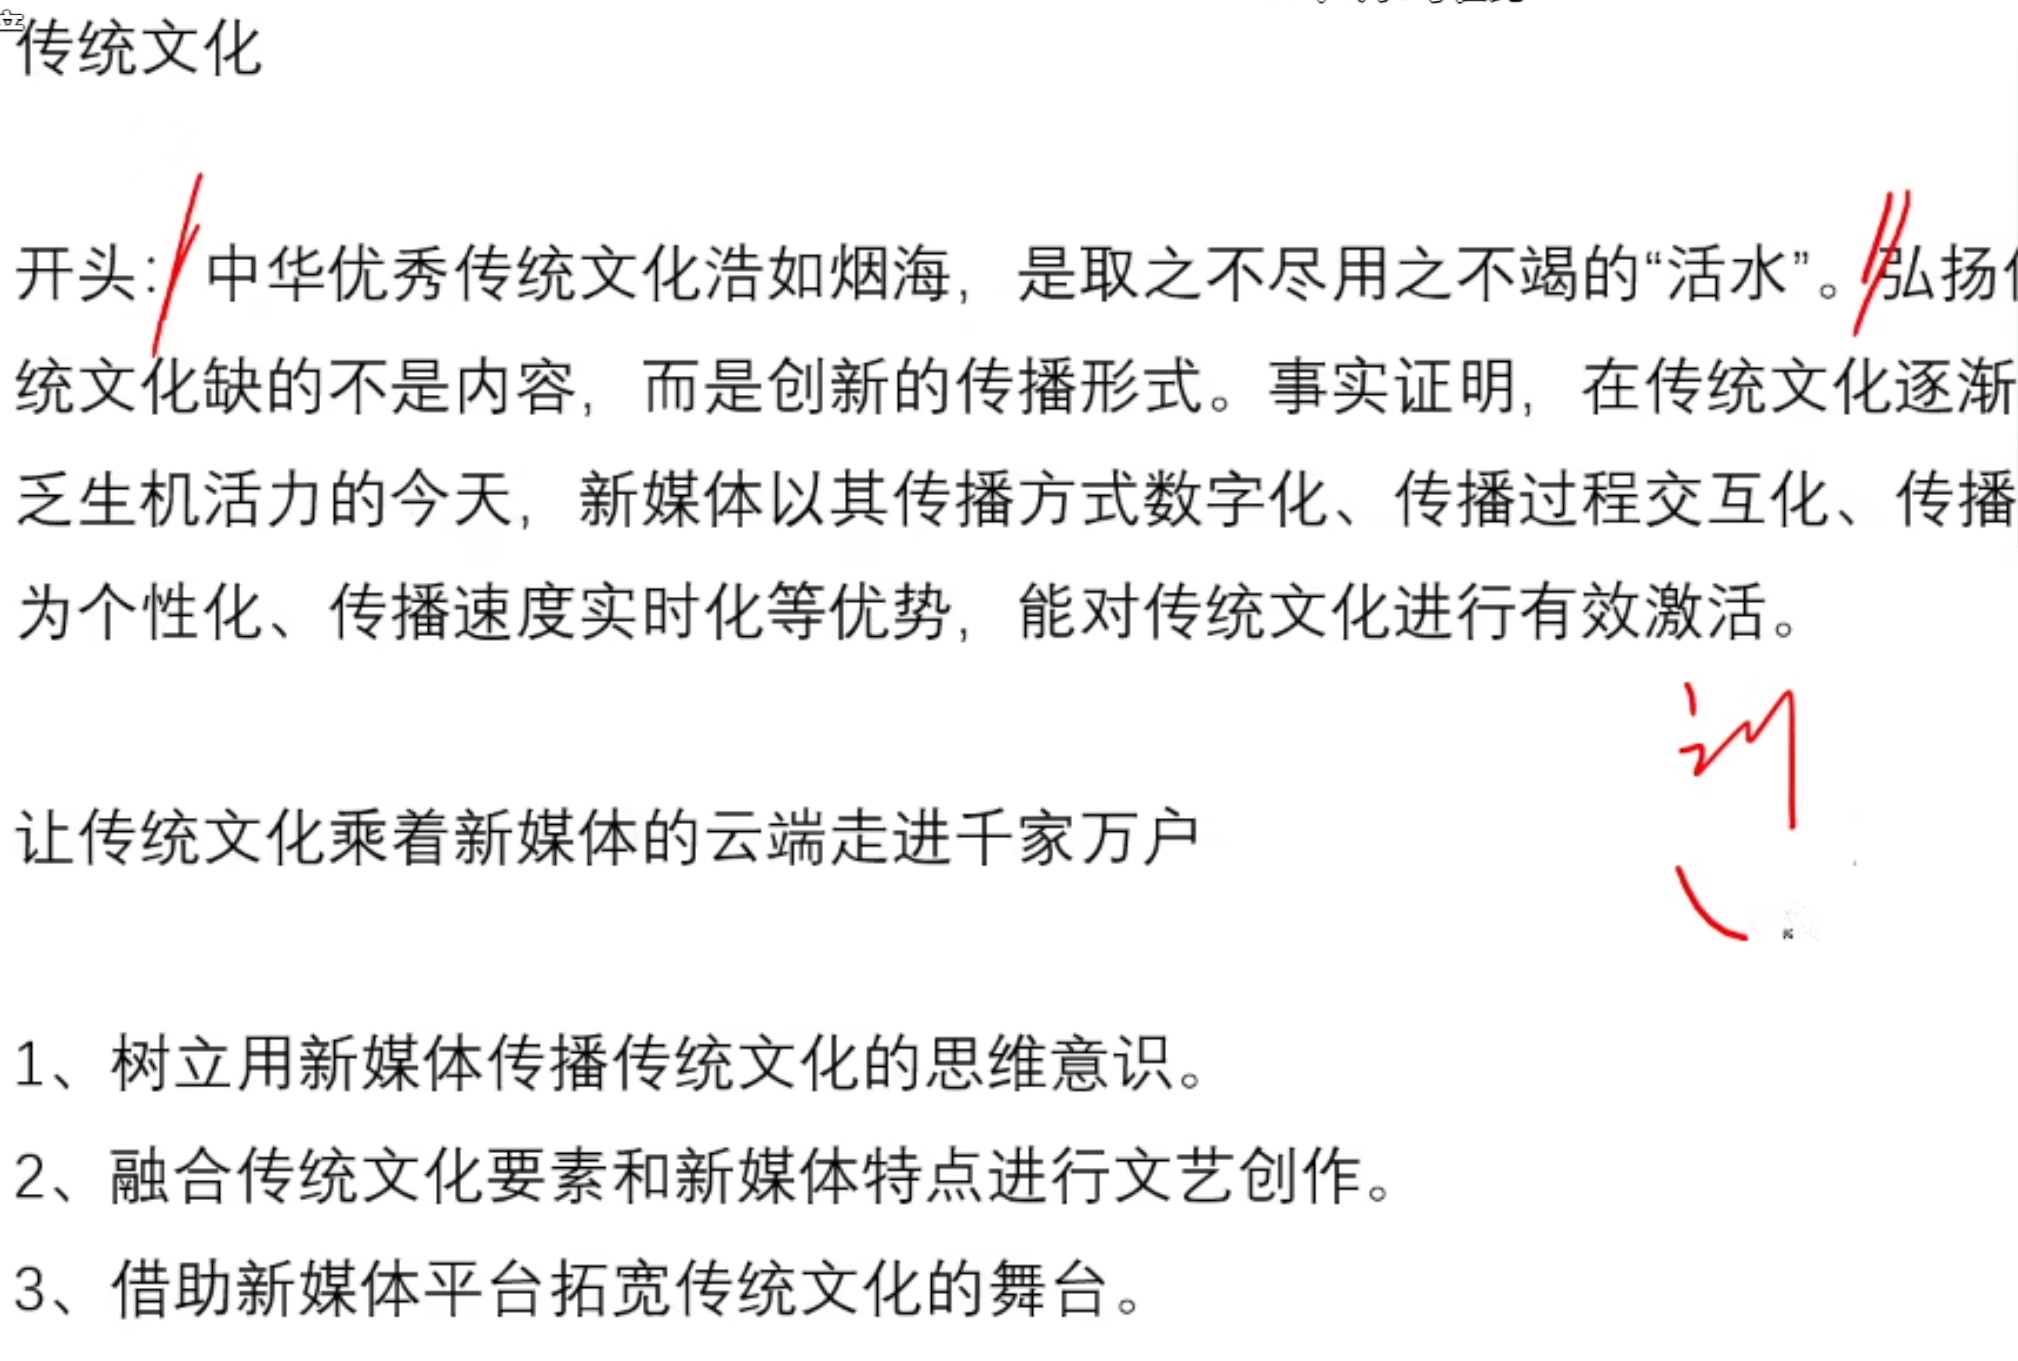 传统文化
开头：中华优秀传统文化浩如烟海，是取之不尽用之不竭的“活水”。弘扬
统文化缺的不是内容，而是创新的传播形式。事实证明，在传统文化逐渐
乏生机活力的今天，新媒体以其传播方式数字化、传播过程交互化、传播
为个性化、传播速度实时化等优势，能对传统文化进行有效激活。
让传统文化乘着新媒体的云端走进千家万户
1、树立用新媒体传播传统文化的思维意识。
2、融合传统文化要素和新媒体特点进行文艺创作。
3、借助新媒体平台拓宽传统文化的舞台。